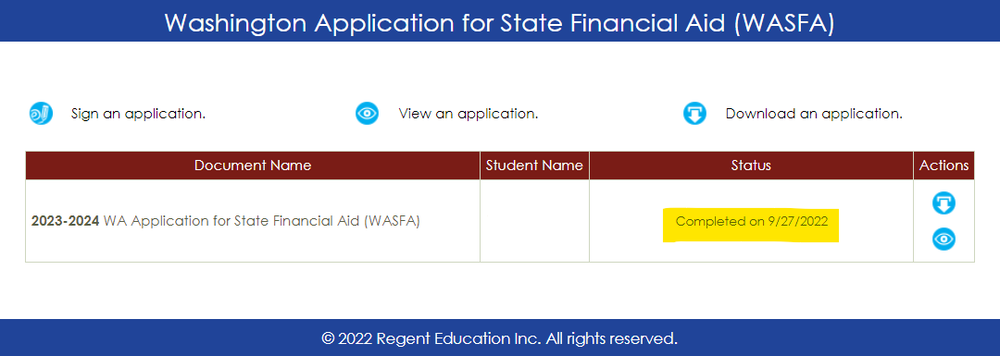 Washington Application for State Financial Aid (WASFA)
Sign an application.
View an application.
Download an application.
Document Name
Student Name
Status
Actions
2023-2024 WA Application for State Financial Aid (WASFA)
Completed on 9/27/2022
© 2022 Regent Education Inc. All rights reserved.